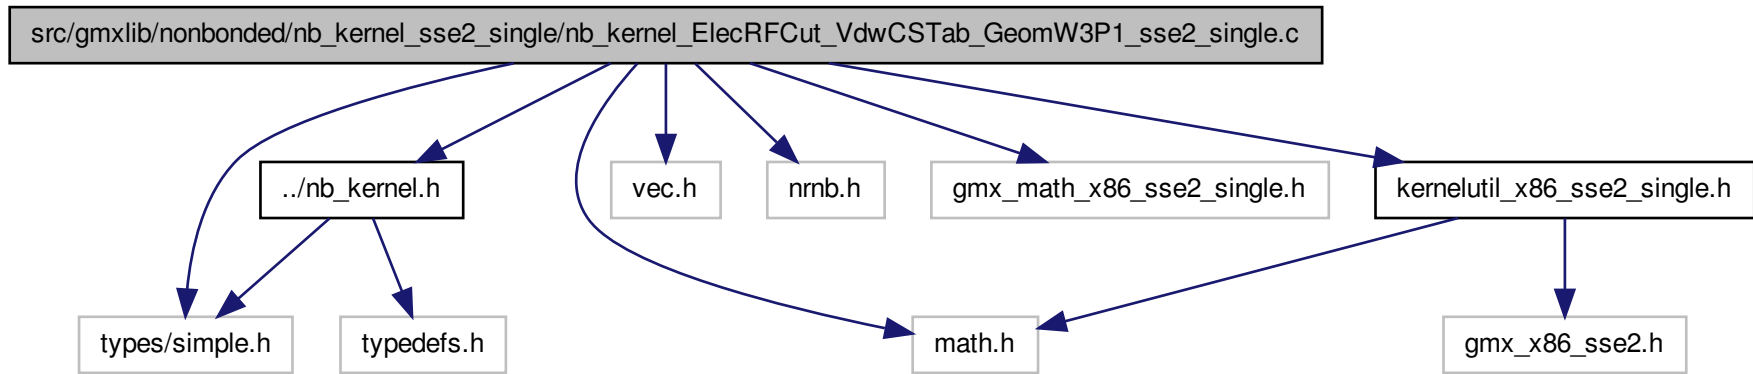 src/gmxlib/nonbonded/nb_kernel_sse2_single/nb_kernel_ElecRFCut_VdwCSTab_GeomW3P1_sse2_single.c
../nb_kernel.h
vec.h
nrnb.h
gmx_math_x86_sse2_single.h
kernelutil_x86_sse2_single.h
types/simple.h
typedefs.h
math.h
gmx_x86_sse2.h